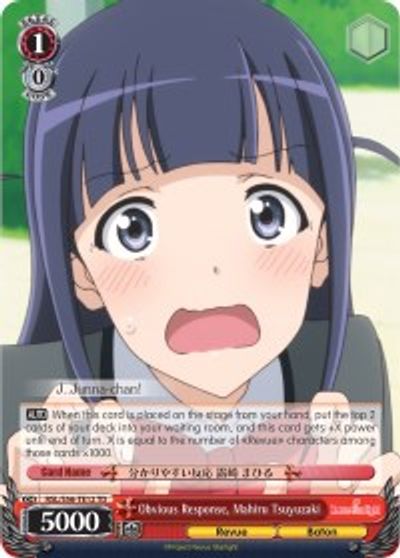 1
0
J..Junna-chan!
AUTO When this card is placed on the stage from your hand, put the top 2
cards of your deck into your waiting room, and this card gets +X power
until end of turn. X is equal to the number of «Revue» characters among
those cards ×1000.
Card Name 分かりやすい反応 露崎 まひる
5000
Obvious Response, Mahiru Tsuyuzaki
Revue Baton
©Project Revue Starlight